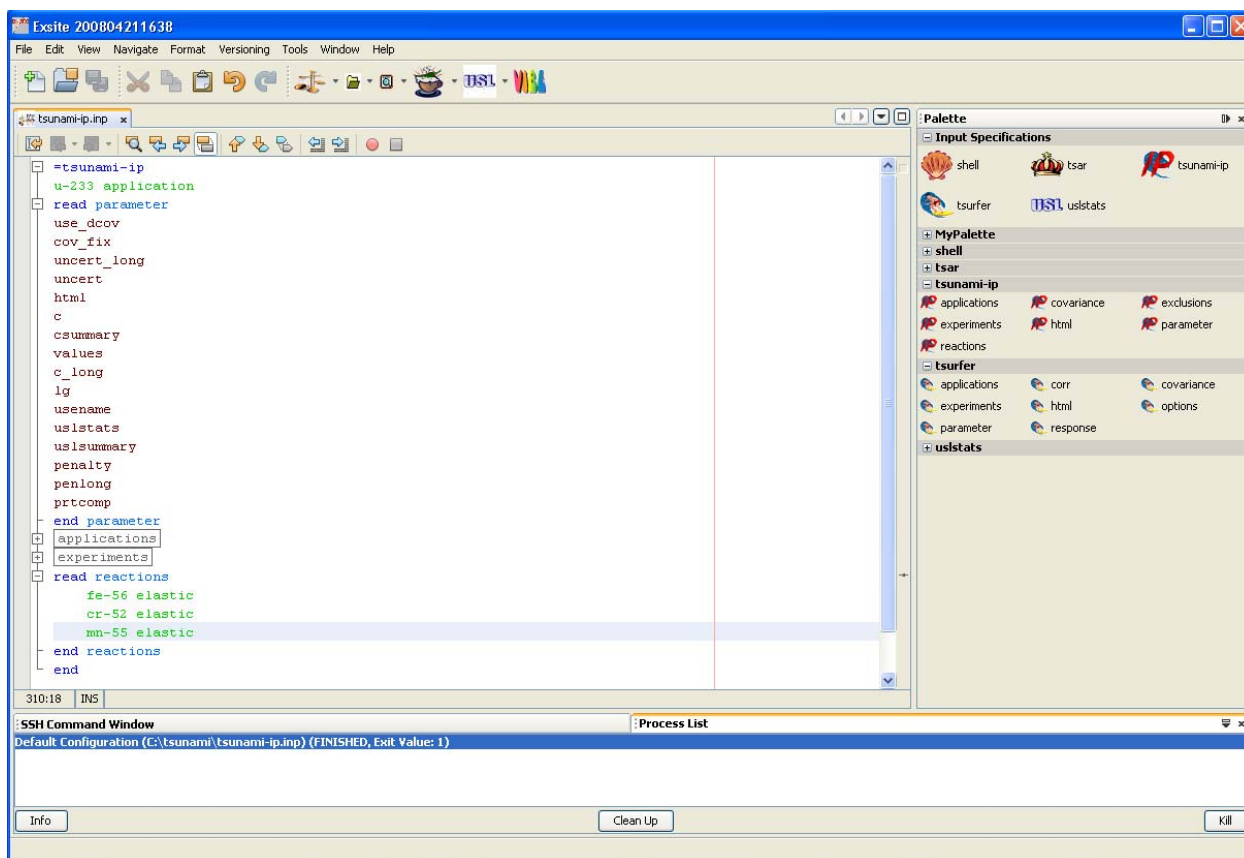 Exsite 200804211638
File Edit View Navigate Format Versioning Tools Window Help
USL
tsunami-ip.inp x
=tsunami-ip
u-233 application
read parameter
use_dcov
cov_fix
uncert_long
uncert
html
c
csummary
values
c_long
lg
usename
uslstats
uslsummary
penalty
penlong
prtcomp
end parameter
applications
experiments
read reactions
fe-56 elastic
cr-52 elastic
mn-55 elastic
end reactions
end
310:18 INS
Palette
Input Specifications
shell tsar tsunami-ip
tsurfer USL uslstats
MyPalette
shell
tsar
tsunami-ip
applications covariance exclusions
experiments html parameter
reactions
tsurfer
applications corr covariance
experiments html options
parameter response
uslstats
SSH Command Window Process List
Default Configuration (C:\tsunami\tsunami-ip.inp) (FINISHED, Exit Value: 1)
Info Clean Up Kill